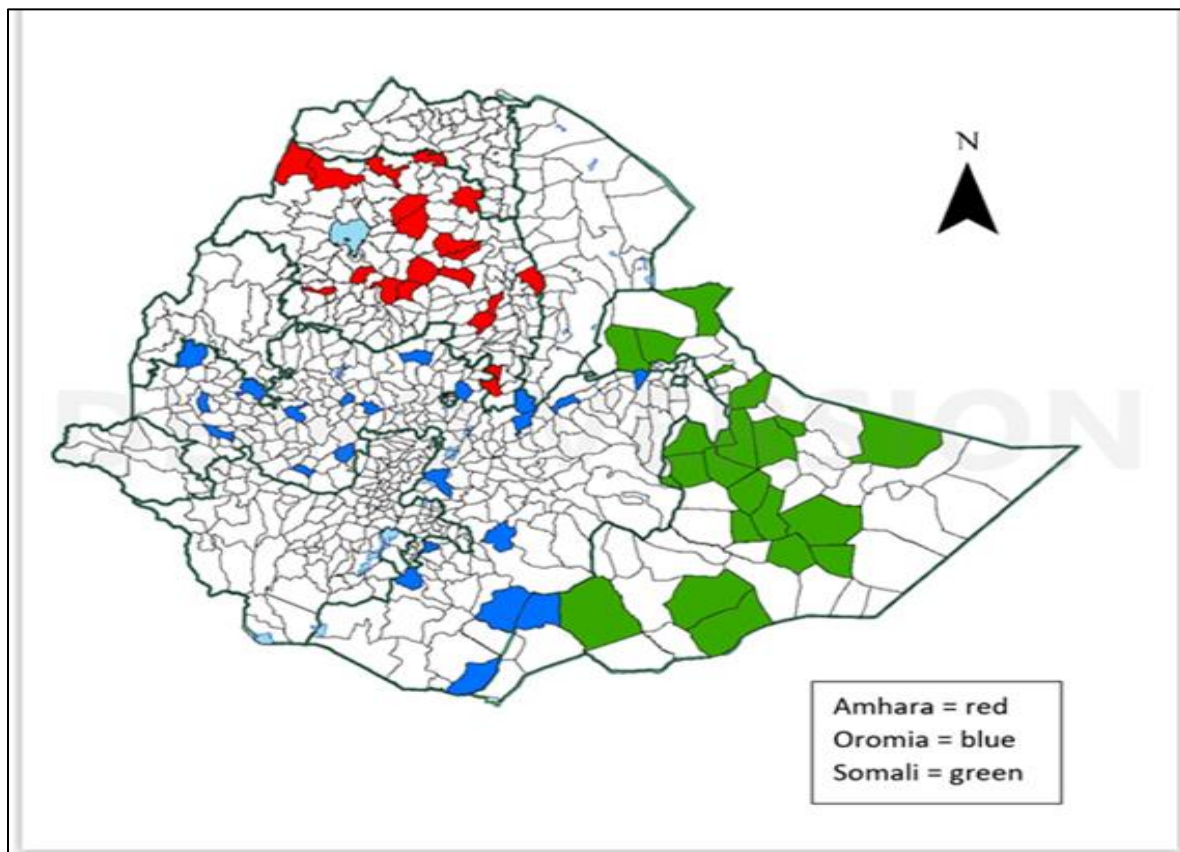 N
Amhara = red
Oromia = blue
Somali = green